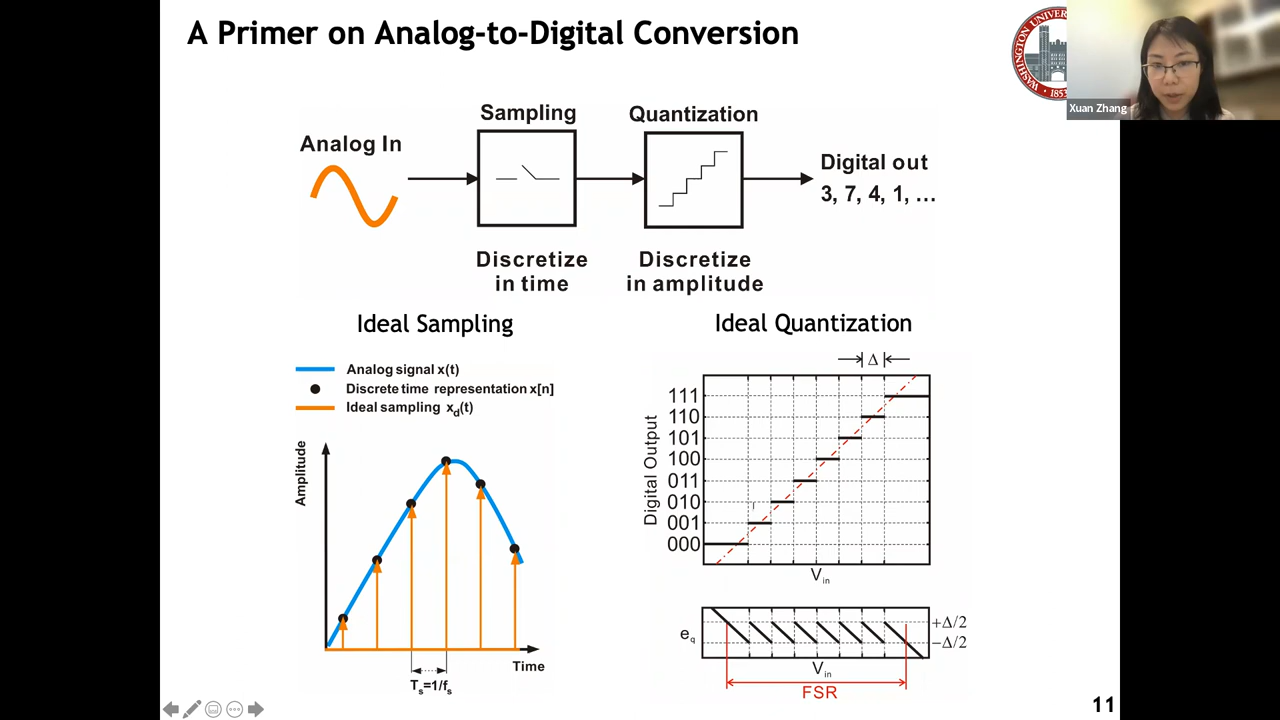 A Primer on Analog-to-Digital Conversion
WASHINGTON UNIVER
1853
Xuan Zhang
Sampling
Quantization
Analog In
Digital out
3, 7, 4, 1, …
Discretize
in time
Discretize
in amplitude
Ideal Sampling
Ideal Quantization
Analog signal x(t)
Discrete time representation x[n]
Ideal sampling x_d(t)
Amplitude
Time
T_s=1/f_s
Δ
Digital Output
111
110
101
100
011
010
001
000
V_in
e_q
+Δ/2
−Δ/2
V_in
FSR
11